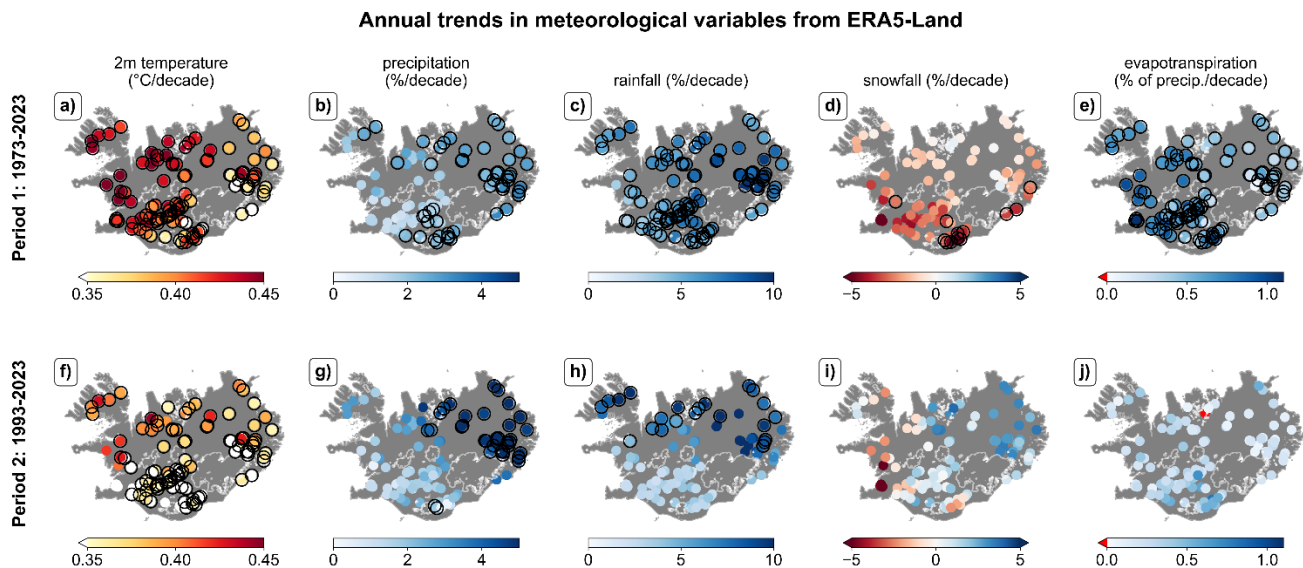 Annual trends in meteorological variables from ERA5-Land
2m temperature
(°C/decade)
precipitation
(%/decade)
rainfall (%/decade)
snowfall (%/decade)
evapotranspiration
(% of precip./decade)
Period 1: 1973-2023
a)
b)
c)
d)
e)
0.35 0.40 0.45
0 2 4
0 5 10
−5 0 5
0.0 0.5 1.0
Period 2: 1993-2023
f)
g)
h)
i)
j)
0.35 0.40 0.45
0 2 4
0 5 10
−5 0 5
0.0 0.5 1.0